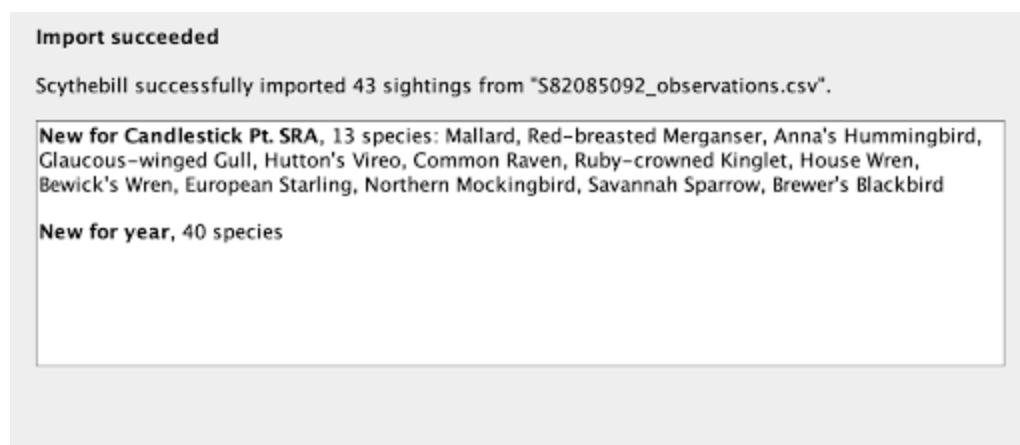 Import succeeded
Scythebill successfully imported 43 sightings from "S82085092_observations.csv".
New for Candlestick Pt. SRA, 13 species: Mallard, Red-breasted Merganser, Anna's Hummingbird,
Glaucous-winged Gull, Hutton's Vireo, Common Raven, Ruby-crowned Kinglet, House Wren,
Bewick's Wren, European Starling, Northern Mockingbird, Savannah Sparrow, Brewer's Blackbird
New for year, 40 species